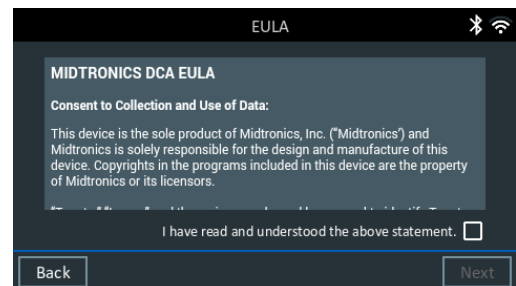 EULA
MIDTRONICS DCA EULA
Consent to Collection and Use of Data:
This device is the sole product of Midtronics, Inc. ("Midtronics') and
Midtronics is solely responsible for the design and manufacture of this
device. Copyrights in the programs included in this device are the property
of Midtronics or its licensors.
I have read and understood the above statement.
Back
Next